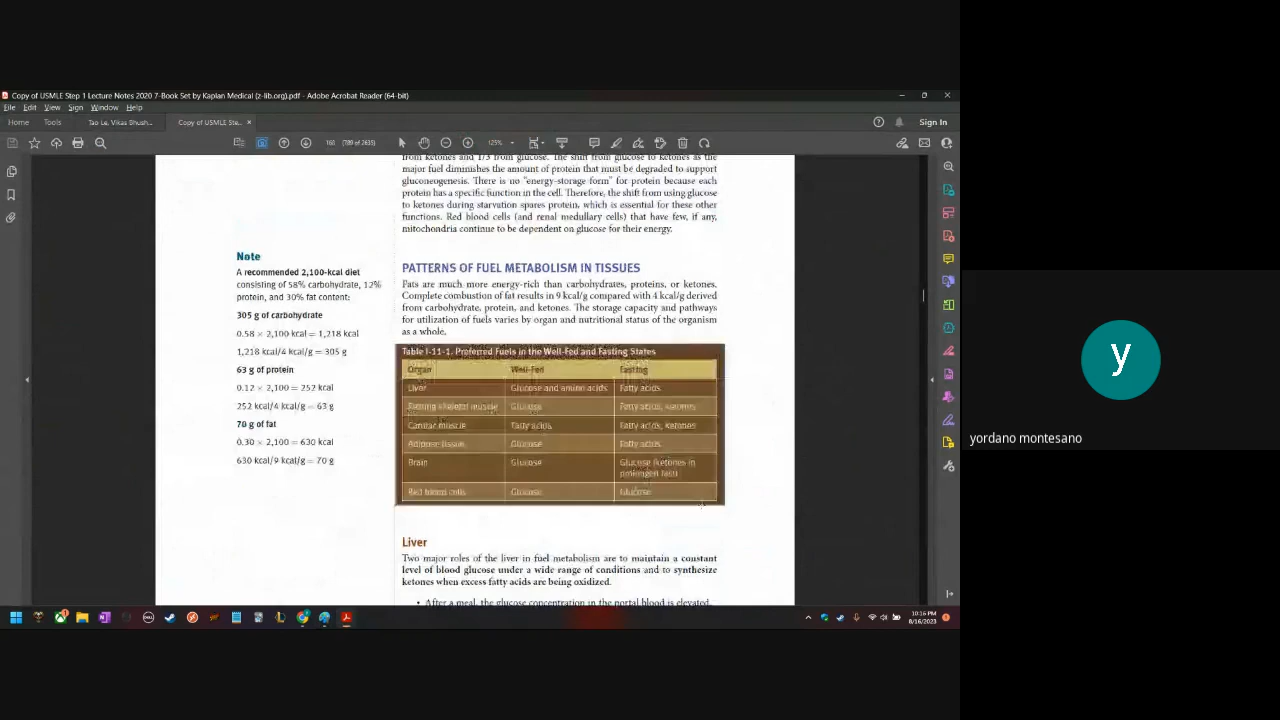 Copy of USMLE Step 1 Lecture Notes 2020 7-Book Set by Kaplan Medical (z-lib.org).pdf - Adobe Acrobat Reader (64-bit)
File Edit View Sign Window Help
Home Tools Tao Le, Vikas Bhush... Copy of USMLE Ste... × Sign In
160 (789 of 2635) 125%
from ketones and 1/3 from glucose. The shift from glucose to ketones as the
major fuel diminishes the amount of protein that must be degraded to support
gluconeogenesis. There is no "energy-storage form" for protein because each
protein has a specific function in the cell. Therefore, the shift from using glucose
to ketones during starvation spares protein, which is essential for these other
functions. Red blood cells (and renal medullary cells) that have few, if any,
mitochondria continue to be dependent on glucose for their energy.
Note
A recommended 2,100-kcal diet
consisting of 58% carbohydrate, 12%
protein, and 30% fat content:
305 g of carbohydrate
0.58 × 2,100 kcal = 1,218 kcal
1,218 kcal/4 kcal/g = 305 g
63 g of protein
0.12 × 2,100 = 252 kcal
252 kcal/4 kcal/g = 63 g
70 g of fat
0.30 × 2,100 = 630 kcal
630 kcal/9 kcal/g = 70 g
PATTERNS OF FUEL METABOLISM IN TISSUES
Fats are much more energy-rich than carbohydrates, proteins, or ketones.
Complete combustion of fat results in 9 kcal/g compared with 4 kcal/g derived
from carbohydrate, protein, and ketones. The storage capacity and pathways
for utilization of fuels varies by organ and nutritional status of the organism
as a whole.
Table I-11-1. Preferred Fuels in the Well-Fed and Fasting States
Organ Well-Fed Fasting
Liver Glucose and amino acids Fatty acids
Resting skeletal muscle Glucose Fatty acids, ketones
Cardiac muscle Fatty acids Fatty acids, ketones
Adipose tissue Glucose Fatty acids
Brain Glucose Glucose (ketones in
prolonged fast)
Red blood cells Glucose Glucose
Liver
Two major roles of the liver in fuel metabolism are to maintain a constant
level of blood glucose under a wide range of conditions and to synthesize
ketones when excess fatty acids are being oxidized.
• After a meal, the glucose concentration in the portal blood is elevated.
10:16 PM
8/16/2023
y
yordano montesano